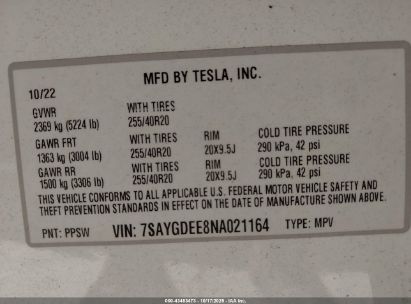 MFD BY TESLA, INC.
10/22
GVWR WITH TIRES
2369 kg (5224 lb) 255/40R20
GAWR FRT WITH TIRES RIM COLD TIRE PRESSURE
1363 kg (3004 lb) 255/40R20 20X9.5J 290 kPa, 42 psi
GAWR RR WITH TIRES RIM COLD TIRE PRESSURE
1500 kg (3306 lb) 255/40R20 20X9.5J 290 kPa, 42 psi
THIS VEHICLE CONFORMS TO ALL APPLICABLE U.S. FEDERAL MOTOR VEHICLE SAFETY AND
THEFT PREVENTION STANDARDS IN EFFECT ON THE DATE OF MANUFACTURE SHOWN ABOVE.
PNT: PPSW VIN: 7SAYGDEE8NA021164 TYPE: MPV